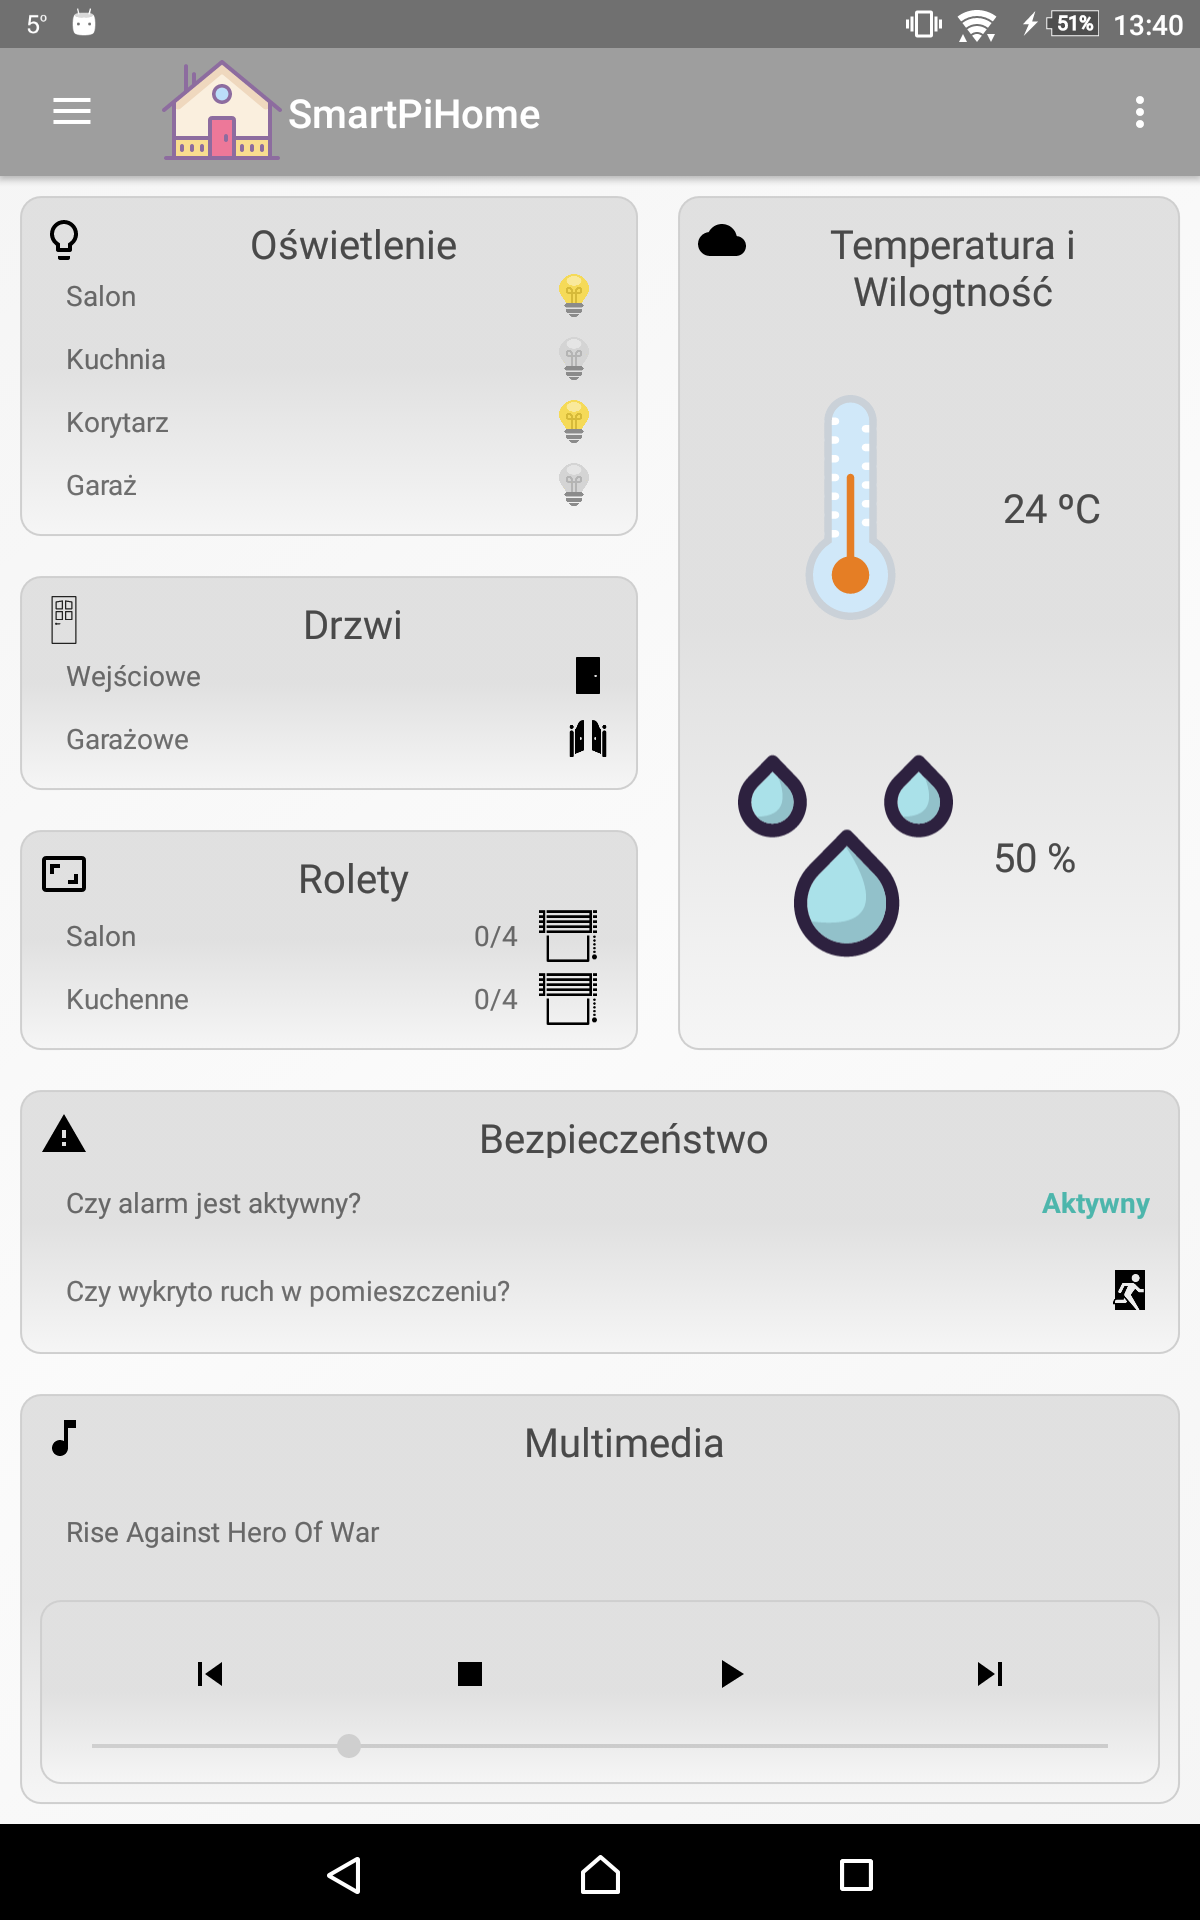 5° 51% 13:40
SmartPiHome
Oświetlenie
Salon
Kuchnia
Korytarz
Garaż
Temperatura i
Wilogtność
24 ºC
50 %
Drzwi
Wejściowe
Garażowe
Rolety
Salon 0/4
Kuchenne 0/4
Bezpieczeństwo
Czy alarm jest aktywny? Aktywny
Czy wykryto ruch w pomieszczeniu?
Multimedia
Rise Against Hero Of War